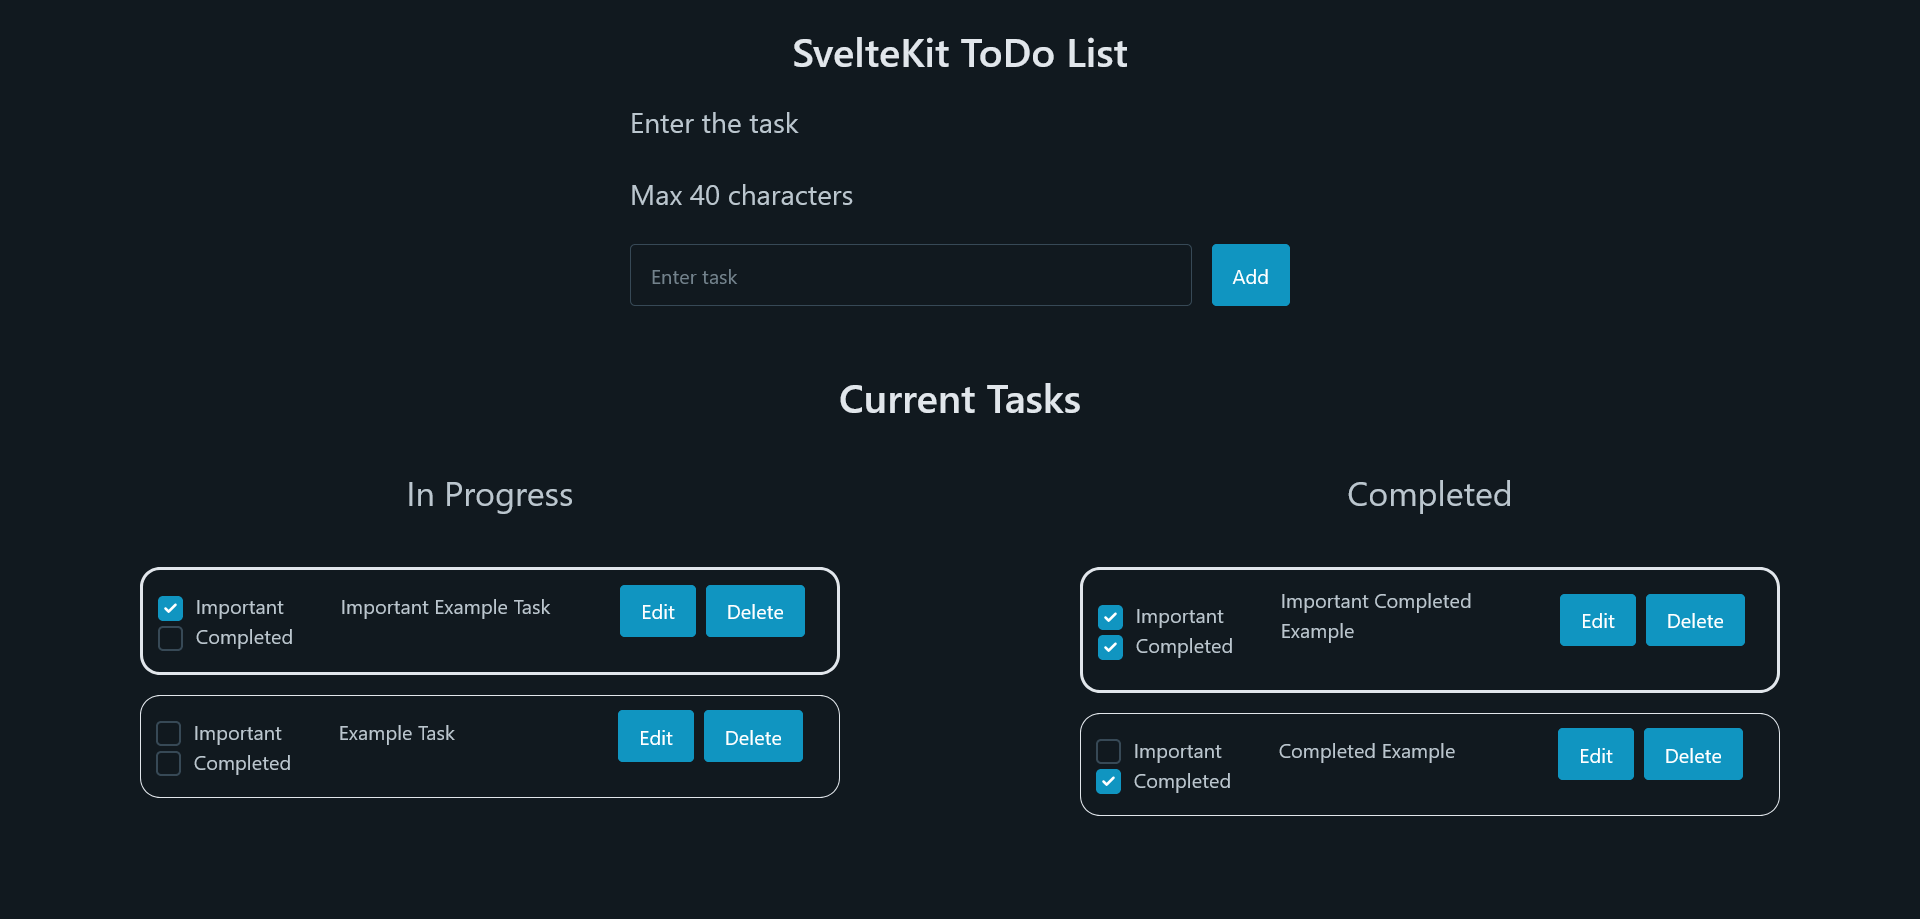 SvelteKit ToDo List
Enter the task
Max 40 characters
Enter task
Add
Current Tasks
In Progress
Important
Completed
Important Example Task
Edit
Delete
Important
Completed
Example Task
Edit
Delete
Completed
Important
Completed
Important Completed
Example
Edit
Delete
Important
Completed
Completed Example
Edit
Delete